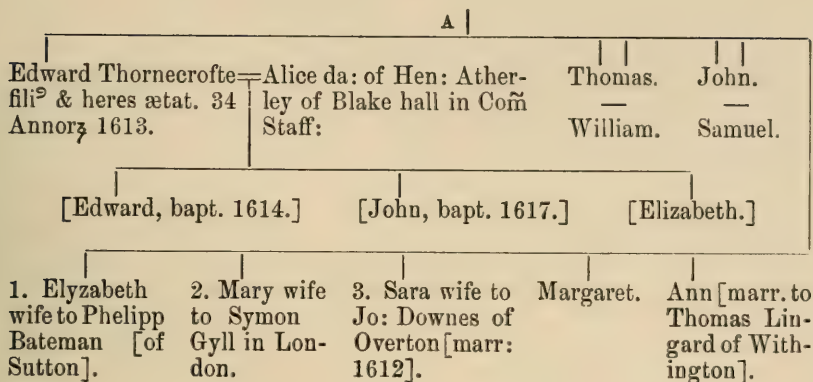 A
Edward Thornecrofte
filiꝰ & heres ætat. 34
Annorꝫ 1613.
Alice da: of Hen: Ather-
ley of Blake hall in Com̃
Staff:
Thomas.
—
William.
John.
—
Samuel.
[Edward, bapt. 1614.]
[John, bapt. 1617.]
[Elizabeth.]
1. Elyzabeth
wife to Phelipp
Bateman [of
Sutton].
2. Mary wife
to Symon
Gyll in Lon-
don.
3. Sara wife to
Jo: Downes of
Overton [marr:
1612].
Margaret.
Ann [marr. to
Thomas Lin-
gard of With-
ington].